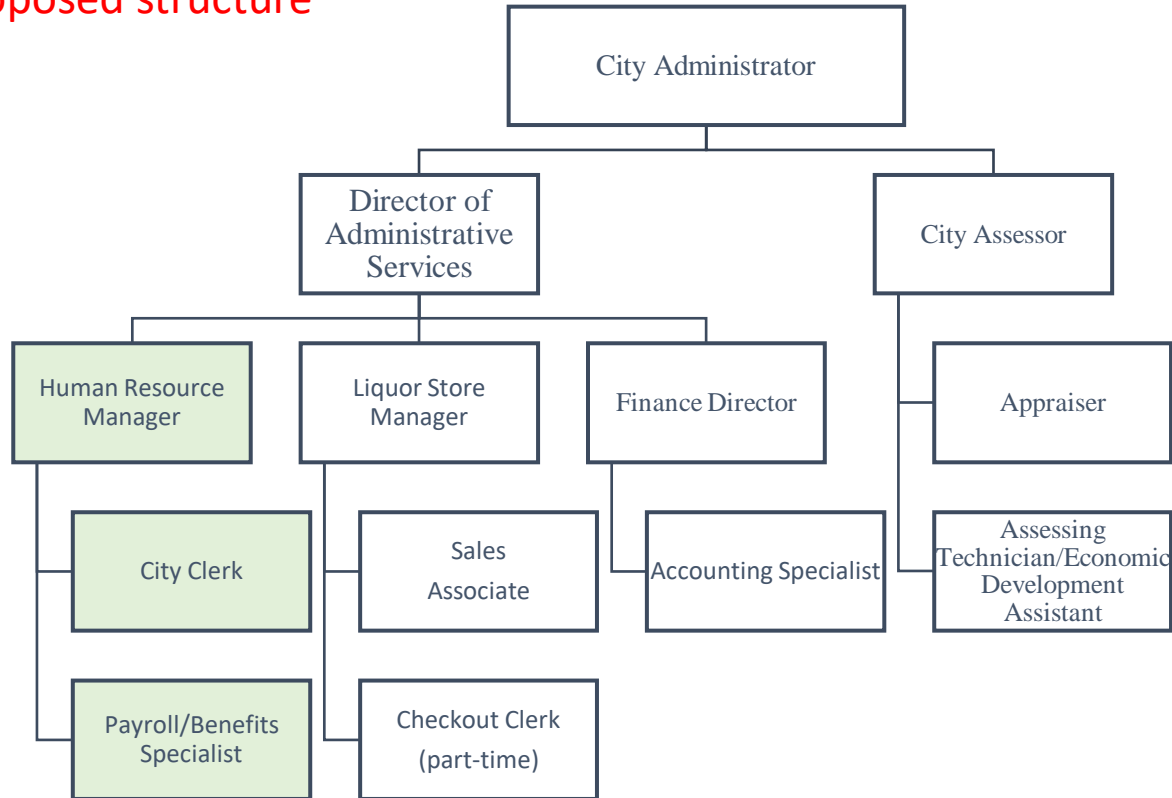 structure
City Administrator
Director of
Administrative
Services
City Assessor
Human Resource
Manager
Liquor Store
Manager
Finance Director
Appraiser
City Clerk
Sales
Associate
Accounting Specialist
Assessing
Technician/Economic
Development
Assistant
Payroll/Benefits
Specialist
Checkout Clerk
(part-time)